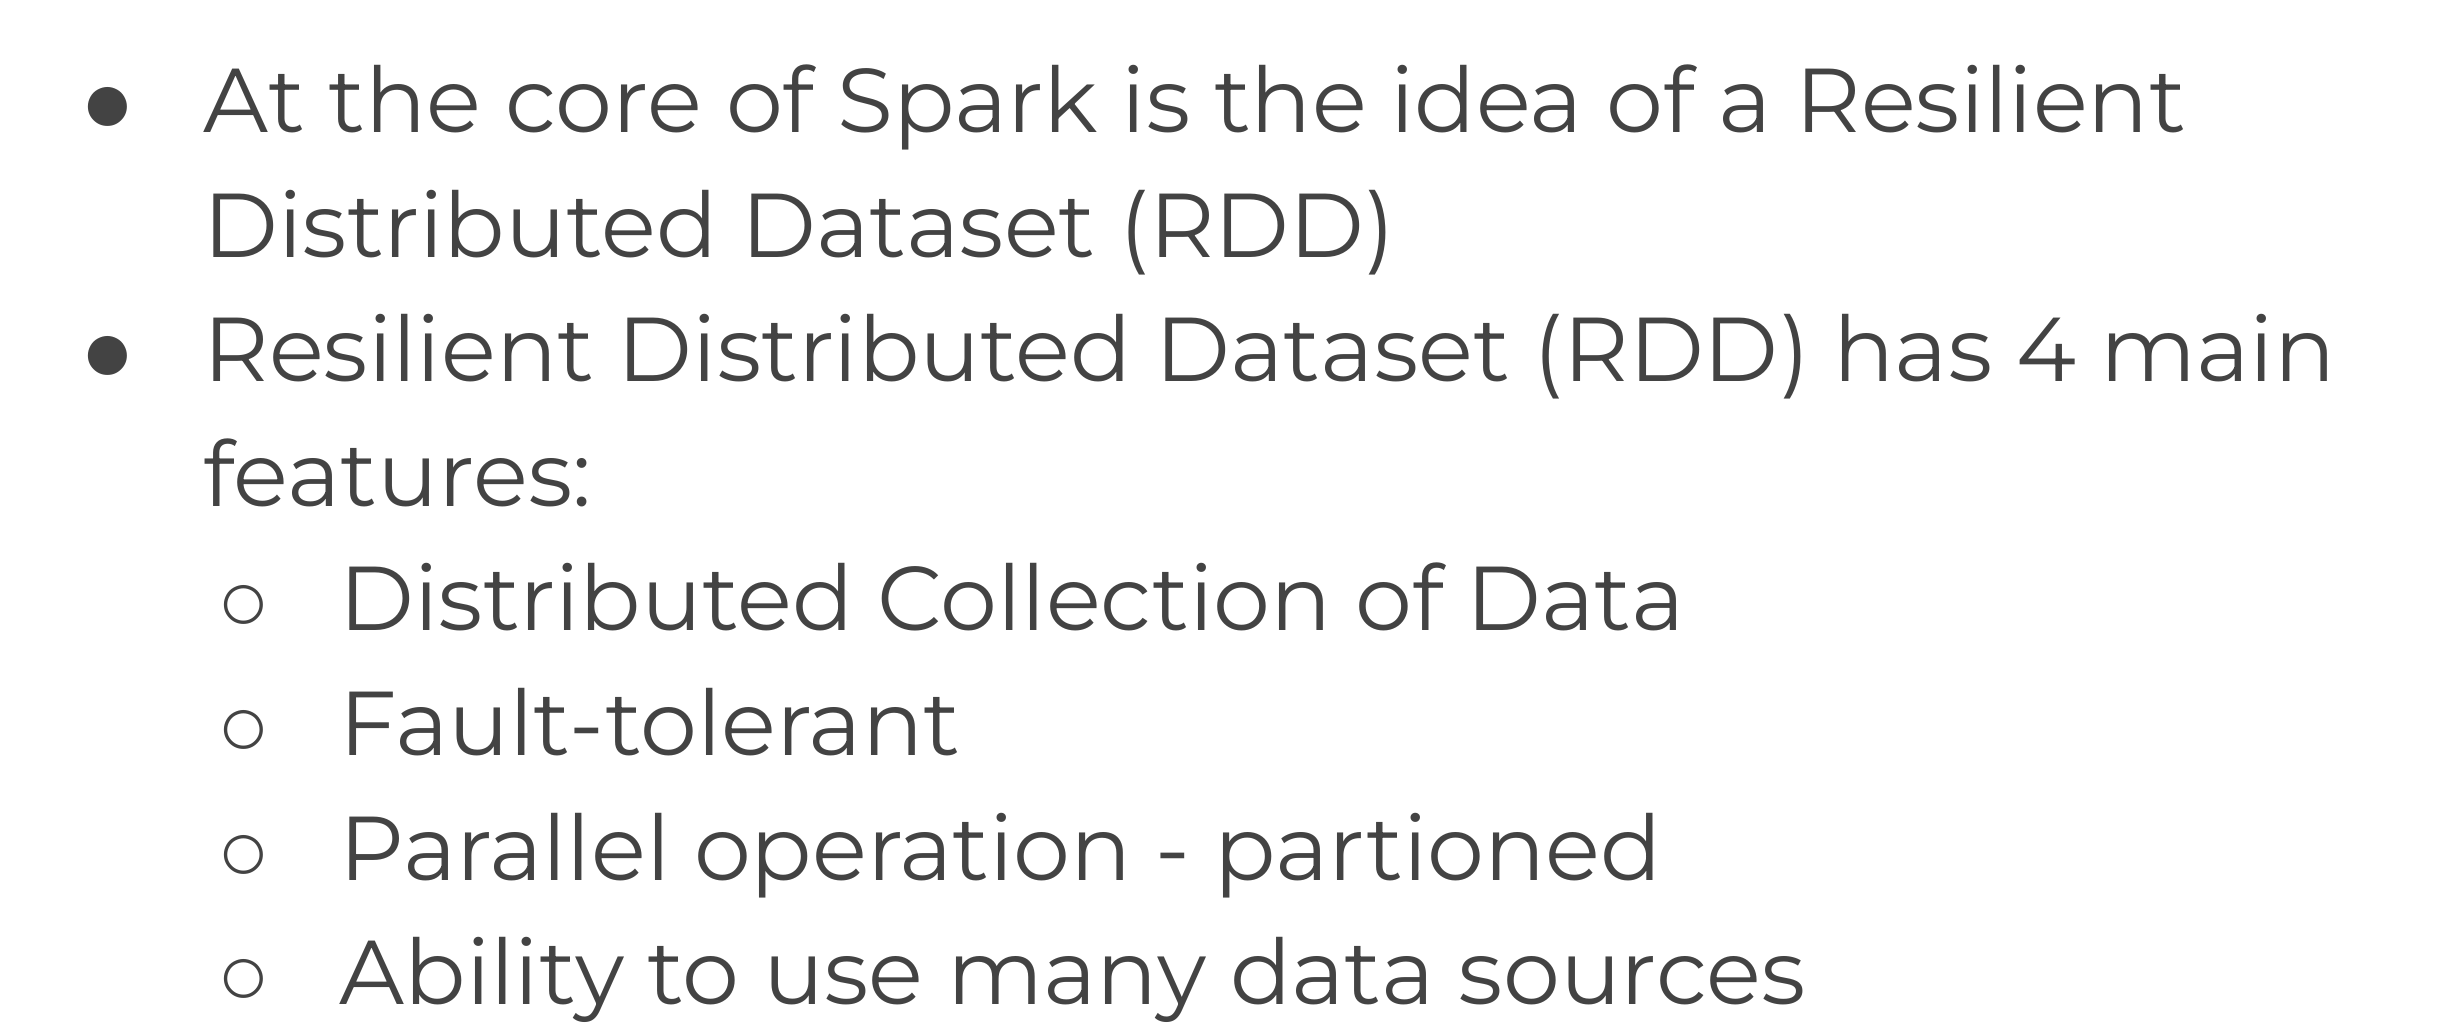 ● At the core of Spark is the idea of a Resilient
Distributed Dataset (RDD)
● Resilient Distributed Dataset (RDD) has 4 main
features:
○ Distributed Collection of Data
○ Fault-tolerant
○ Parallel operation - partioned
○ Ability to use many data sources